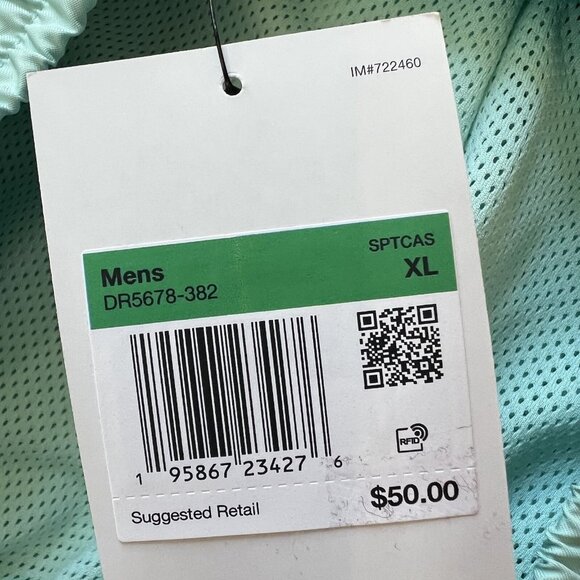 IM#722460
Mens
SPTCAS
DR5678-382
XL
RFID
1 95867 23427 6
Suggested Retail
$50.00